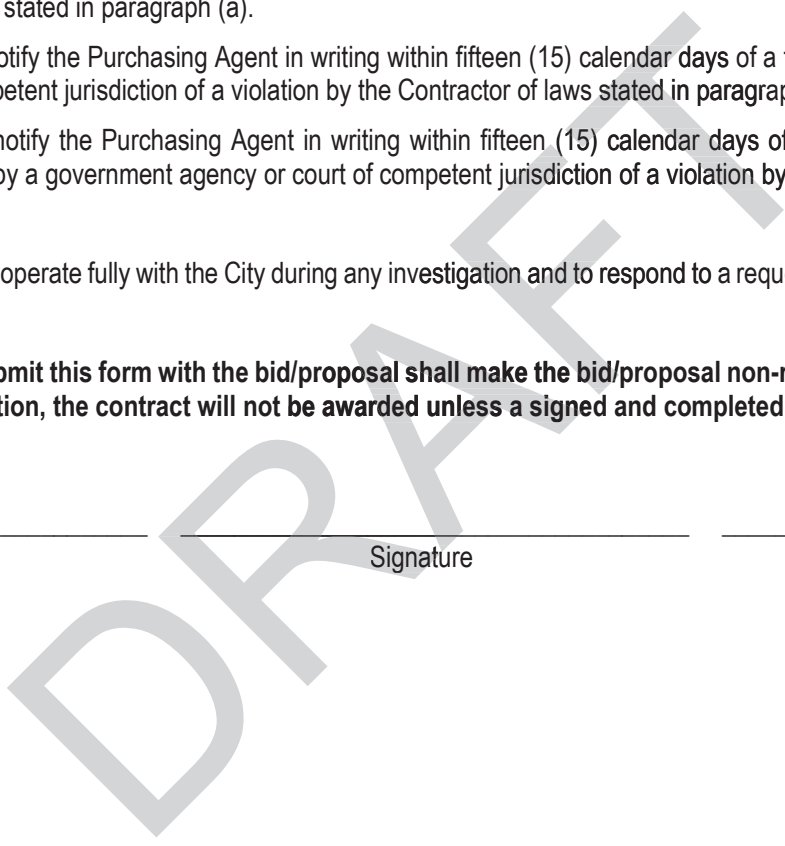 stated in paragraph (a).
otify the Purchasing Agent in writing within fifteen (15) calendar days of a
petent jurisdiction of a violation by the Contractor of laws stated in paragrap
notify the Purchasing Agent in writing within fifteen (15) calendar days of
by a government agency or court of competent jurisdiction of a violation by
operate fully with the City during any investigation and to respond to a requ
bmit this form with the bid/proposal shall make the bid/proposal non-r
tion, the contract will not be awarded unless a signed and completed
Signature
DRAFT